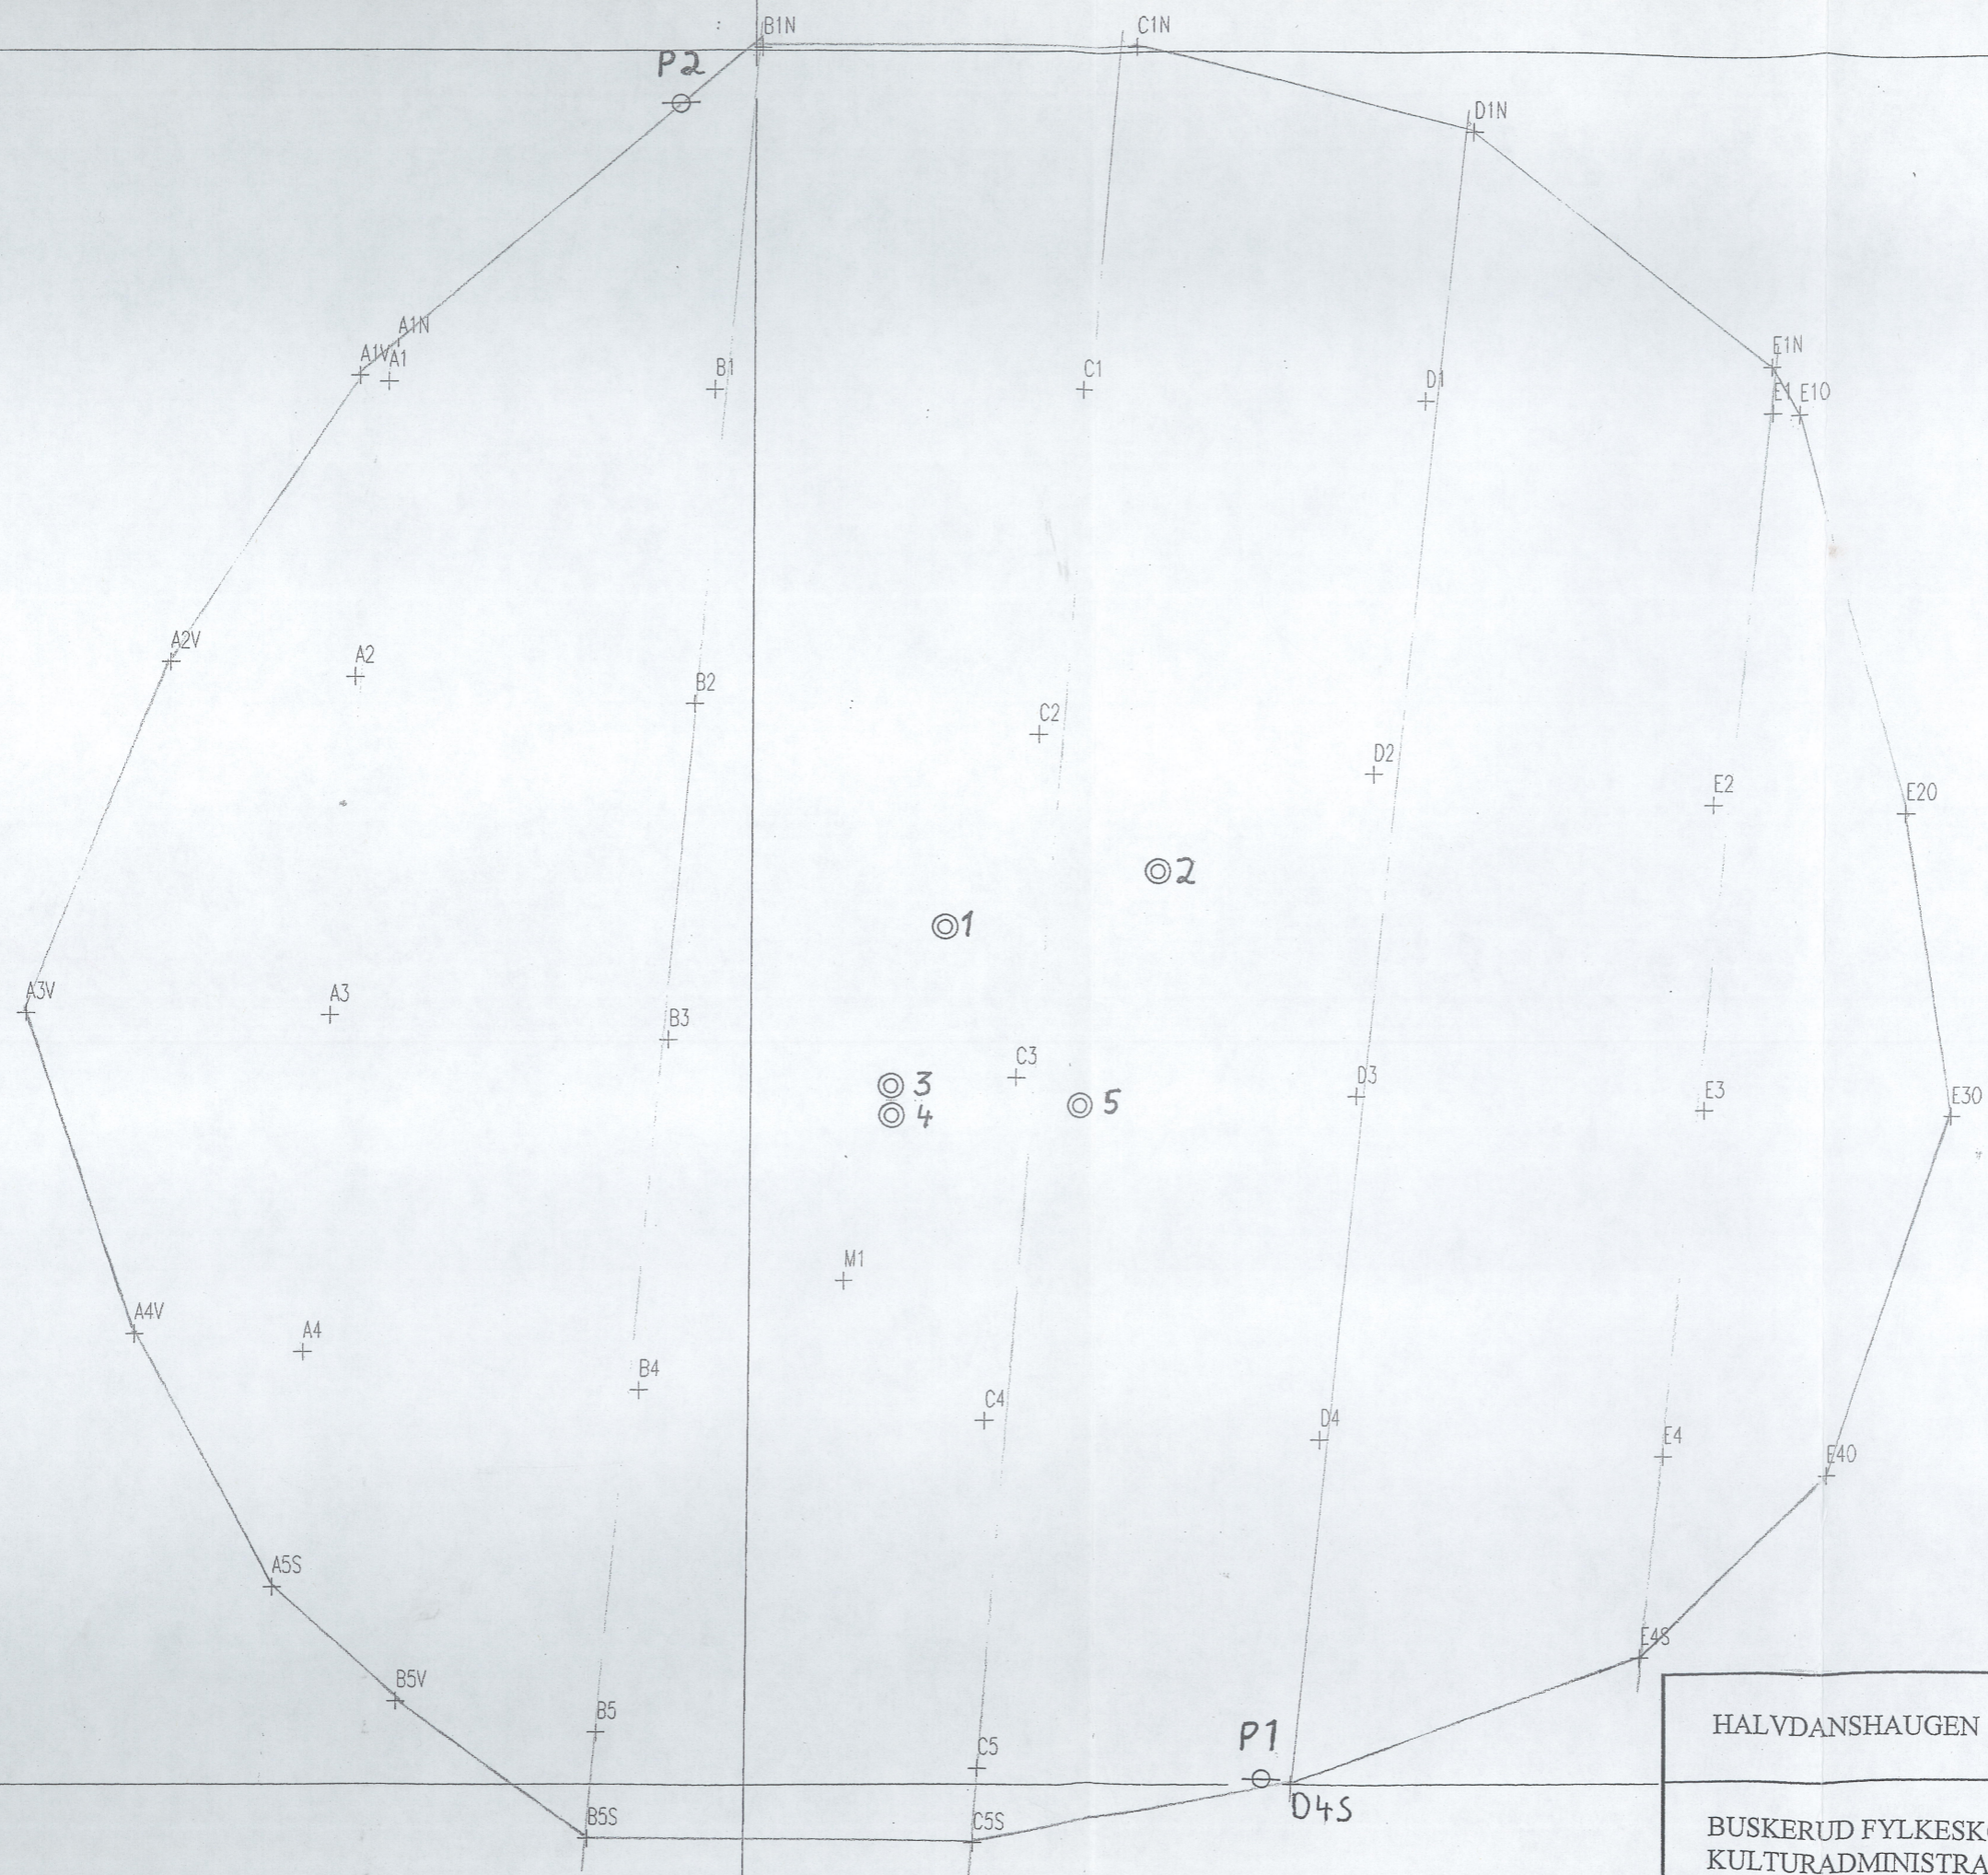 B1N
C1N
P2
D1N
A1N
A1V
A1
B1
C1
D1
E1N
E1
E10
A2V
A2
B2
C2
D2
E2
E20
2
1
A3V
A3
B3
C3
D3
E3
E30
3
4
5
M1
A4V
A4
B4
C4
D4
E4
E40
A5S
B5V
B5
C5
P1
E4S
D4S
B5S
C5S
HALVDANSHAUGEN
BUSKERUD